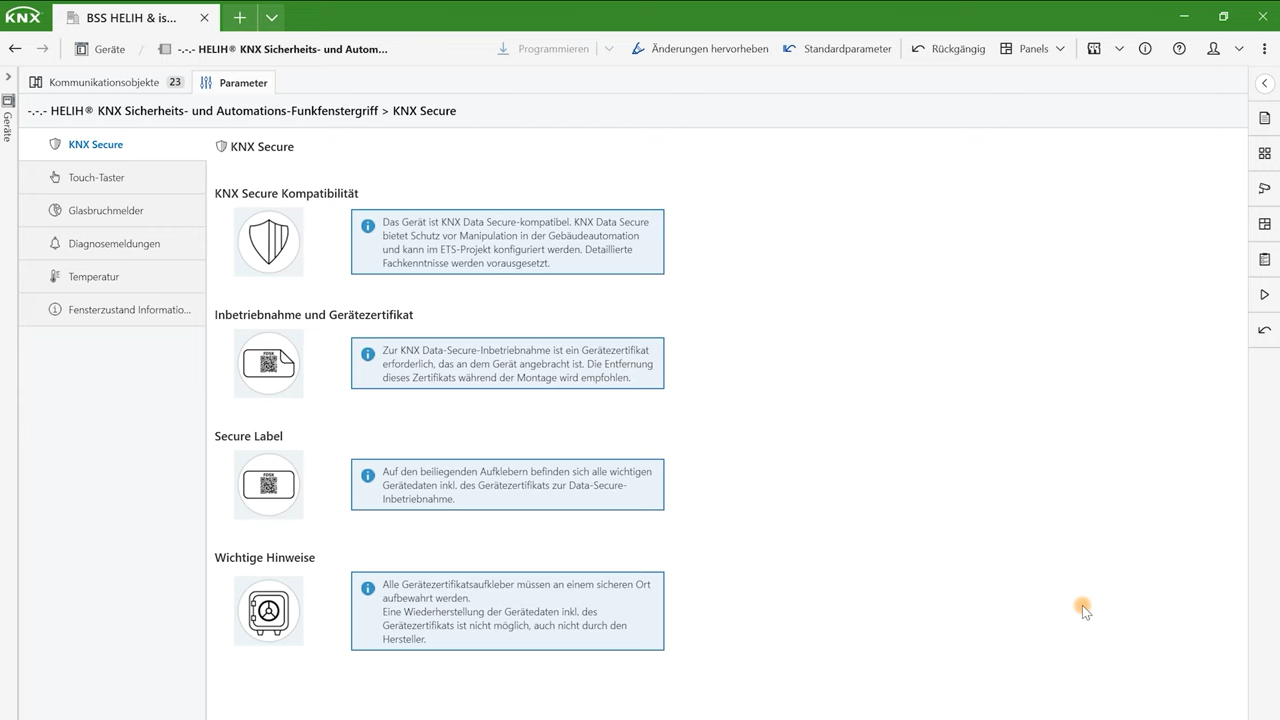 KNX
BSS HELIH & is...
Geräte / -.-.- HELIH® KNX Sicherheits- und Autom...
Programmieren
Änderungen hervorheben
Standardparameter
Rückgängig
Panels
Kommunikationsobjekte 23
Parameter
Geräte
-.-.- HELIH® KNX Sicherheits- und Automations-Funkfenstergriff > KNX Secure
KNX Secure
Touch-Taster
Glasbruchmelder
Diagnosemeldungen
Temperatur
Fensterzustand Informatio...
KNX Secure
KNX Secure Kompatibilität
Das Gerät ist KNX Data Secure-kompatibel. KNX Data Secure
bietet Schutz vor Manipulation in der Gebäudeautomation
und kann im ETS-Projekt konfiguriert werden. Detaillierte
Fachkenntnisse werden vorausgesetzt.
Inbetriebnahme und Gerätezertifikat
FDSK
Zur KNX Data-Secure-Inbetriebnahme ist ein Gerätezertifikat
erforderlich, das an dem Gerät angebracht ist. Die Entfernung
dieses Zertifikats während der Montage wird empfohlen.
Secure Label
FDSK
Auf den beiliegenden Aufklebern befinden sich alle wichtigen
Gerätedaten inkl. des Gerätezertifikats zur Data-Secure-
Inbetriebnahme.
Wichtige Hinweise
Alle Gerätezertifikatsaufkleber müssen an einem sicheren Ort
aufbewahrt werden.
Eine Wiederherstellung der Gerätedaten inkl. des
Gerätezertifikats ist nicht möglich, auch nicht durch den
Hersteller.